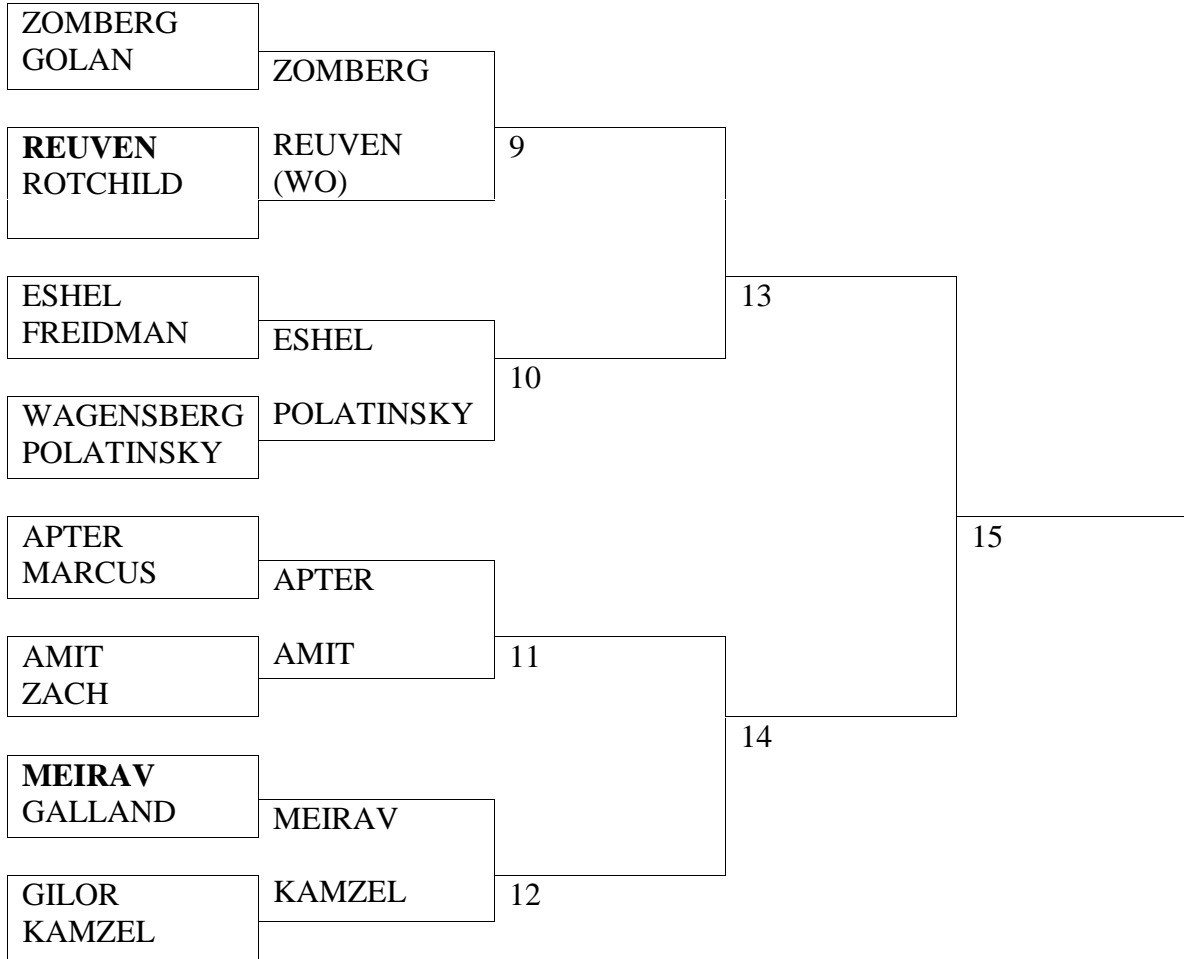 ZOMBERG
GOLAN
ZOMBERG
REUVEN
ROTCHILD
REUVEN
(WO)
9
ESHEL
FREIDMAN
ESHEL
13
10
WAGENSBERG
POLATINSKY
POLATINSKY
APTER
MARCUS
APTER
15
AMIT
ZACH
AMIT
11
14
MEIRAV
GALLAND
MEIRAV
GILOR
KAMZEL
KAMZEL
12